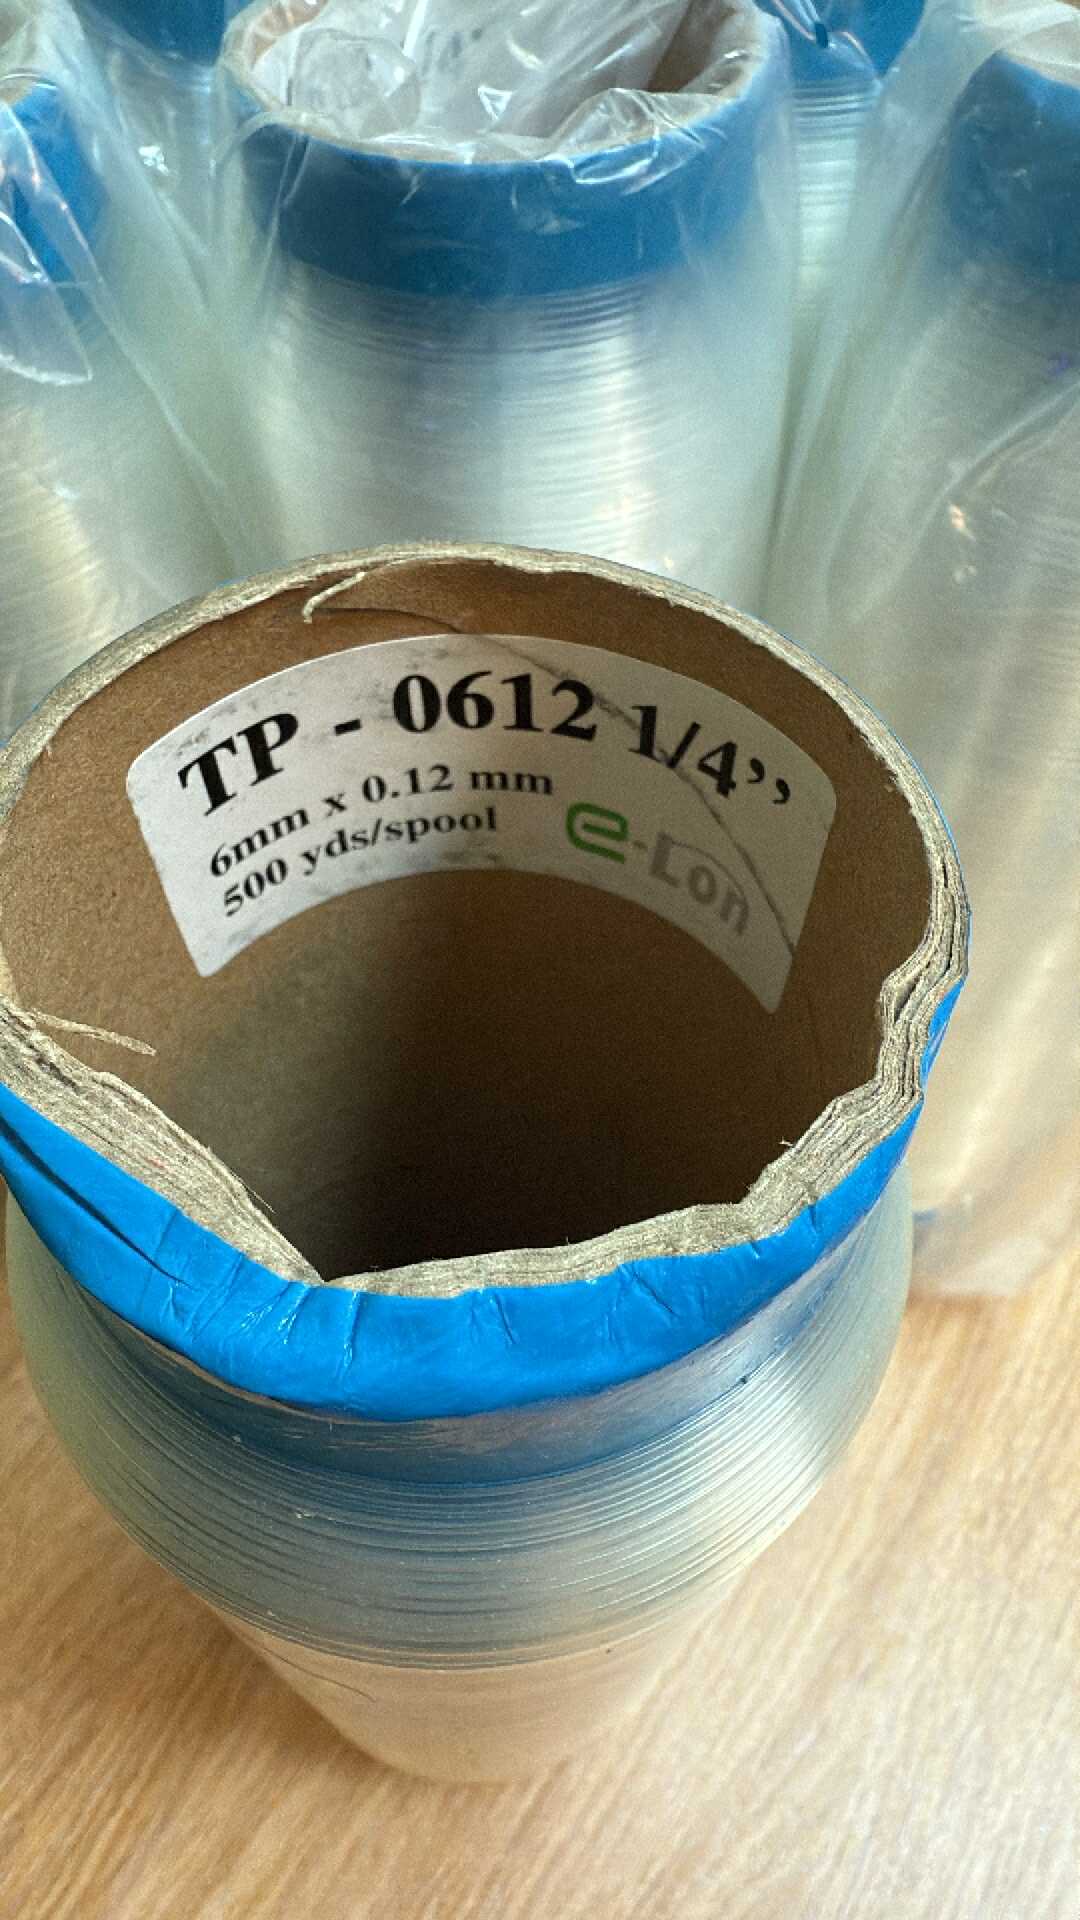 TP - 0612 1/4’’
6mm x 0.12 mm
500 yds/spool
e-Lon